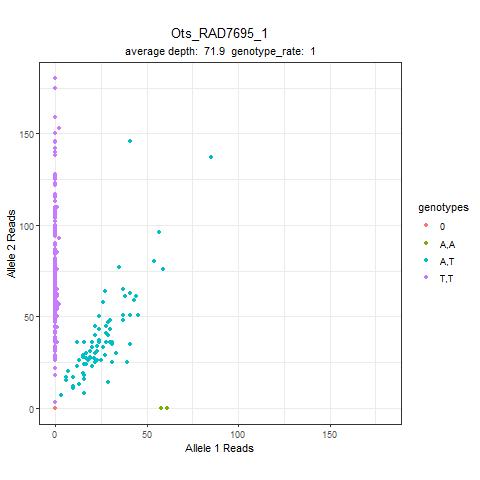 Ots_RAD7695_1
average depth: 71.9 genotype_rate: 1
Allele 2 Reads
150
100
50
0
0
50
100
150
Allele 1 Reads
genotypes
0
A,A
A,T
T,T